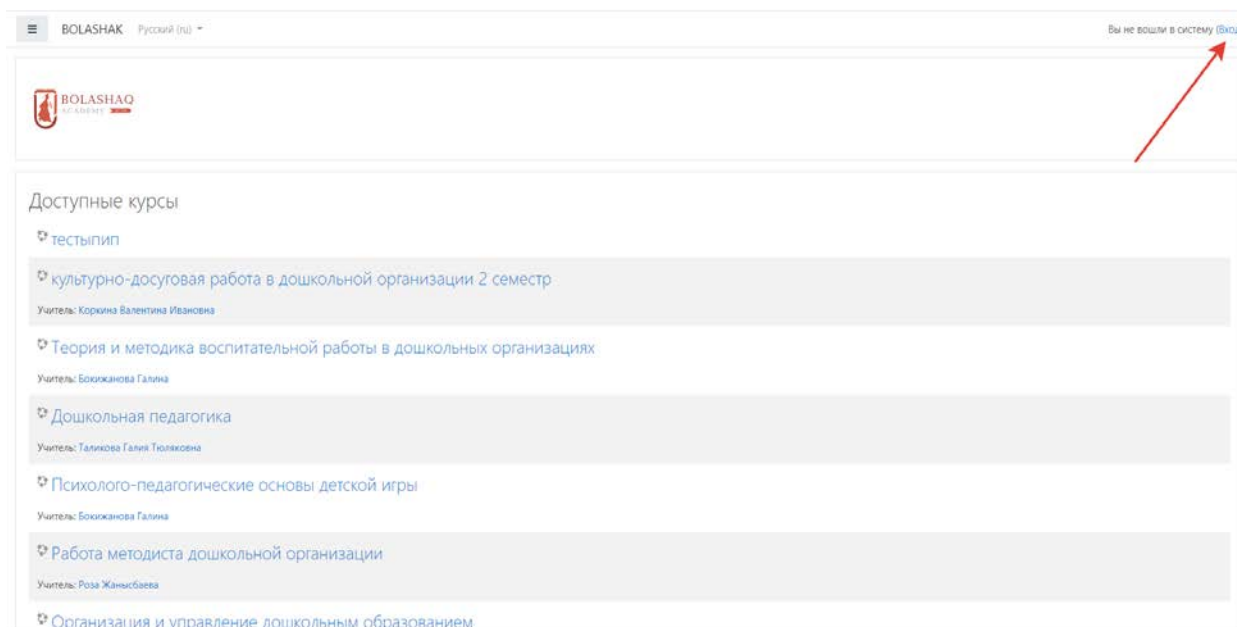 BOLASHAK Русский (ru) Вы не вошли в систему (Вход
BOLASHAQ
ACADEMY
Доступные курсы
тестыпип
культурно-досуговая работа в дошкольной организации 2 семестр
Учитель: Коркина Валентина Ивановна
Теория и методика воспитательной работы в дошкольных организациях
Учитель: Бокижанова Галина
Дошкольная педагогика
Учитель: Таликова Галия Тюляковна
Психолого-педагогические основы детской игры
Учитель: Бокижанова Галина
Работа методиста дошкольной организации
Учитель: Роза Жанысбаева
Организация и управление дошкольным образованием